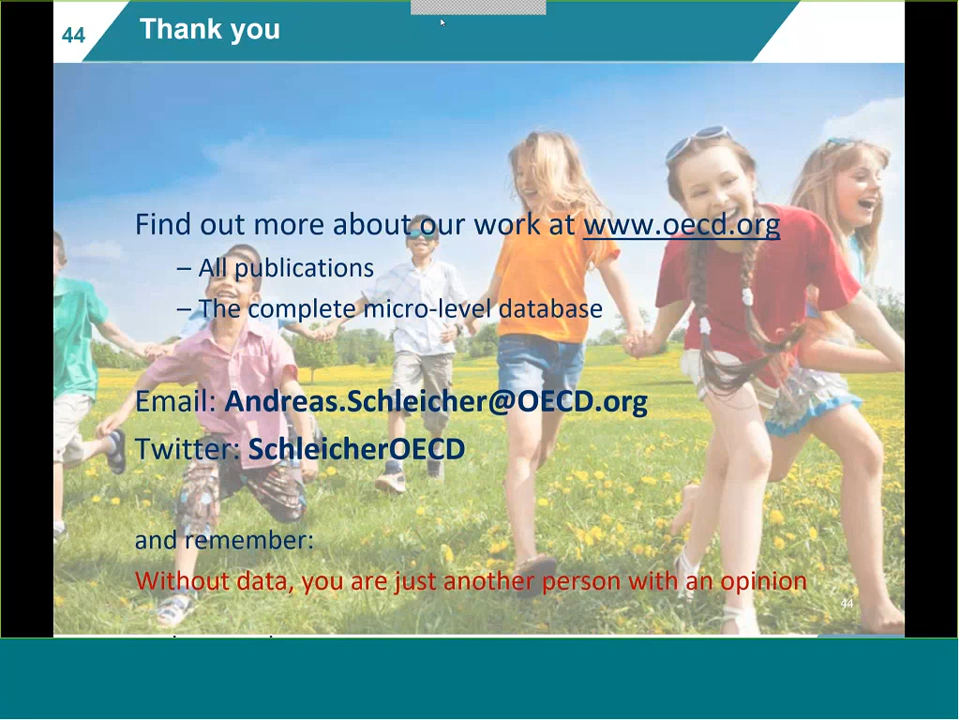 44
Thank you
Find out more about our work at www.oecd.org
– All publications
– The complete micro-level database
Email: Andreas.Schleicher@OECD.org
Twitter: SchleicherOECD
and remember:
Without data, you are just another person with an opinion
44